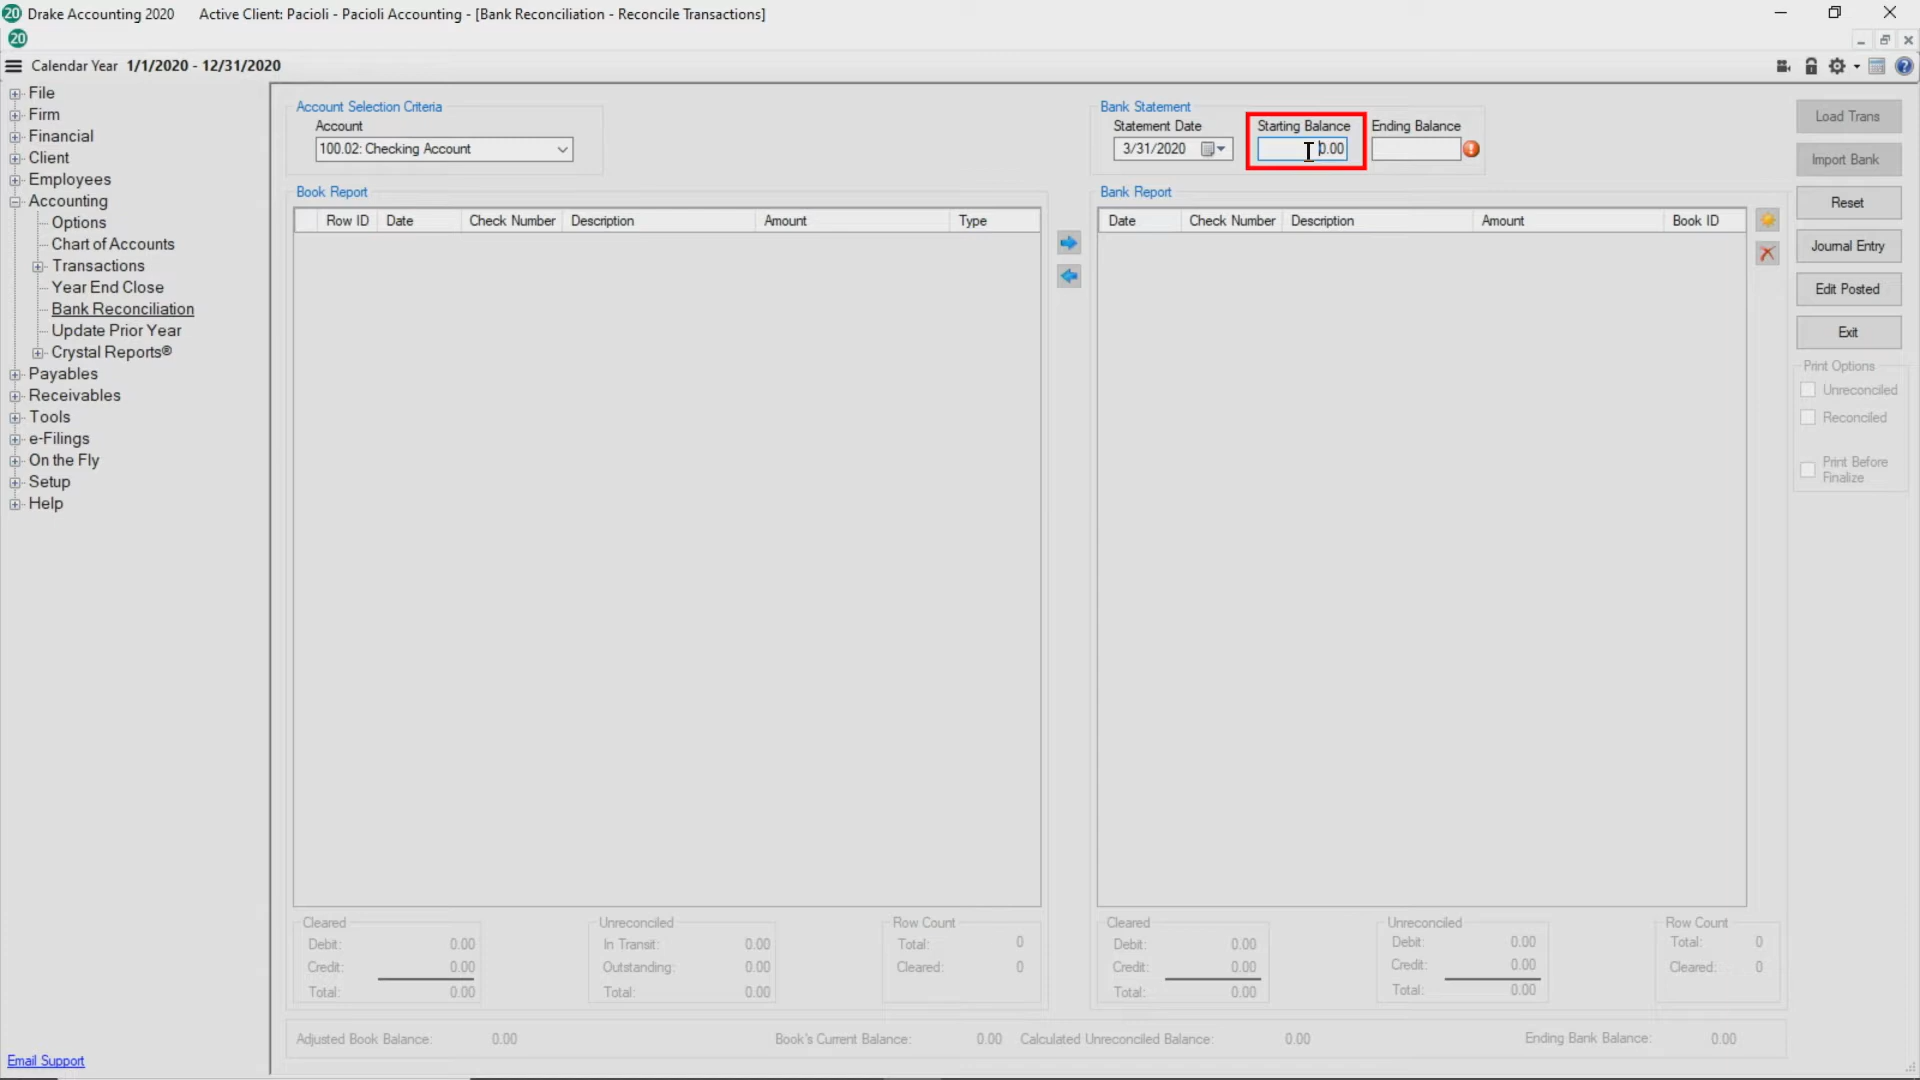 20 Drake Accounting 2020 Active Client: Pacioli - Pacioli Accounting - [Bank Reconciliation - Reconcile Transactions]
20
Calendar Year 1/1/2020 - 12/31/2020
File
Firm
Financial
Client
Employees
Accounting
Options
Chart of Accounts
Transactions
Year End Close
Bank Reconciliation
Update Prior Year
Crystal Reports®
Payables
Receivables
Tools
e-Filings
On the Fly
Setup
Help
Email Support
Account Selection Criteria
Account
100.02: Checking Account
Bank Statement
Statement Date Starting Balance Ending Balance
3/31/2020 0.00
Book Report
Row ID Date Check Number Description Amount Type
Bank Report
Date Check Number Description Amount Book ID
Load Trans
Import Bank
Reset
Journal Entry
Edit Posted
Exit
Print Options
Unreconciled
Reconciled
Print Before
Finalize
Cleared
Debit: 0.00
Credit: 0.00
Total: 0.00
Unreconciled
In Transit: 0.00
Outstanding: 0.00
Total: 0.00
Row Count
Total: 0
Cleared: 0
Cleared
Debit: 0.00
Credit: 0.00
Total: 0.00
Unreconciled
Debit: 0.00
Credit: 0.00
Total: 0.00
Row Count
Total: 0
Cleared: 0
Adjusted Book Balance: 0.00 Book's Current Balance: 0.00 Calculated Unreconciled Balance: 0.00 Ending Bank Balance: 0.00